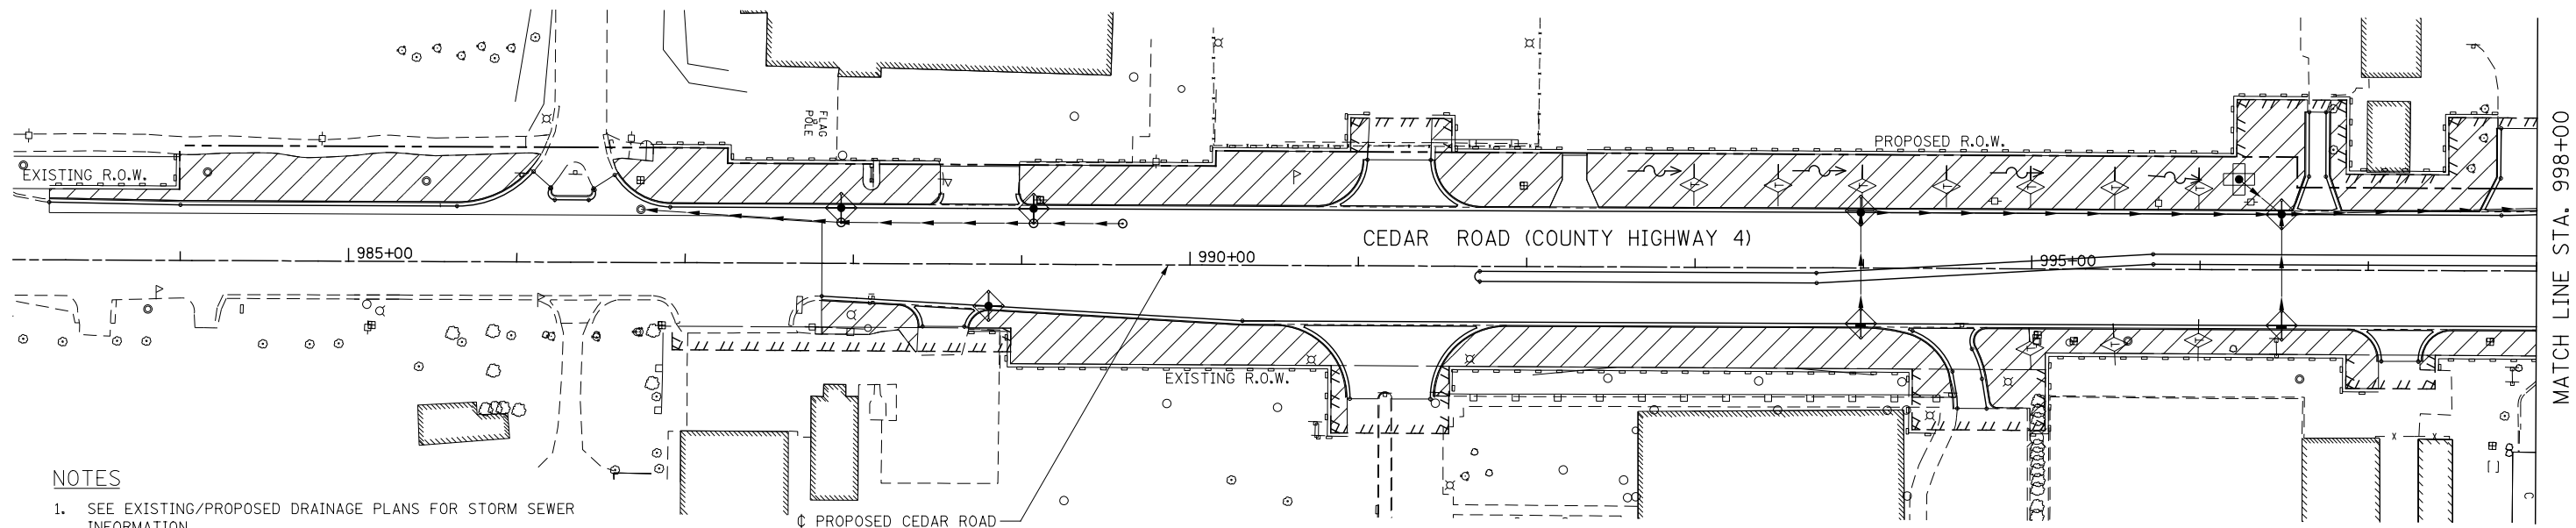 FLAG
POLE
PROPOSED R.O.W.
EXISTING R.O.W.
CEDAR ROAD (COUNTY HIGHWAY 4)
985+00
990+00
995+00
MATCH LINE STA. 998+00
EXISTING R.O.W.
NOTES
1. SEE EXISTING/PROPOSED DRAINAGE PLANS FOR STORM SEWER
INFORMATION
℄ PROPOSED CEDAR ROAD